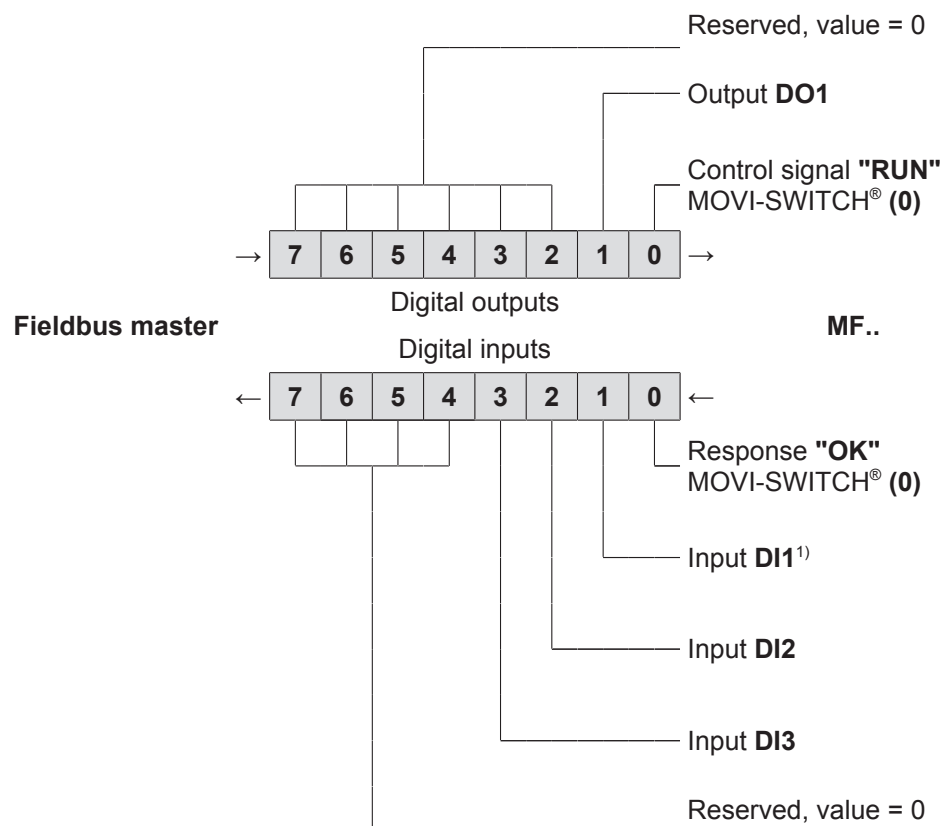 Reserved, value = 0
Output DO1
Control signal "RUN"
MOVI-SWITCH® (0)
→ 7 6 5 4 3 2 1 0 →
Digital outputs
Fieldbus master
MF..
Digital inputs
← 7 6 5 4 3 2 1 0 ←
Response "OK"
MOVI-SWITCH® (0)
Input DI1 1)
Input DI2
Input DI3
Reserved, value = 0